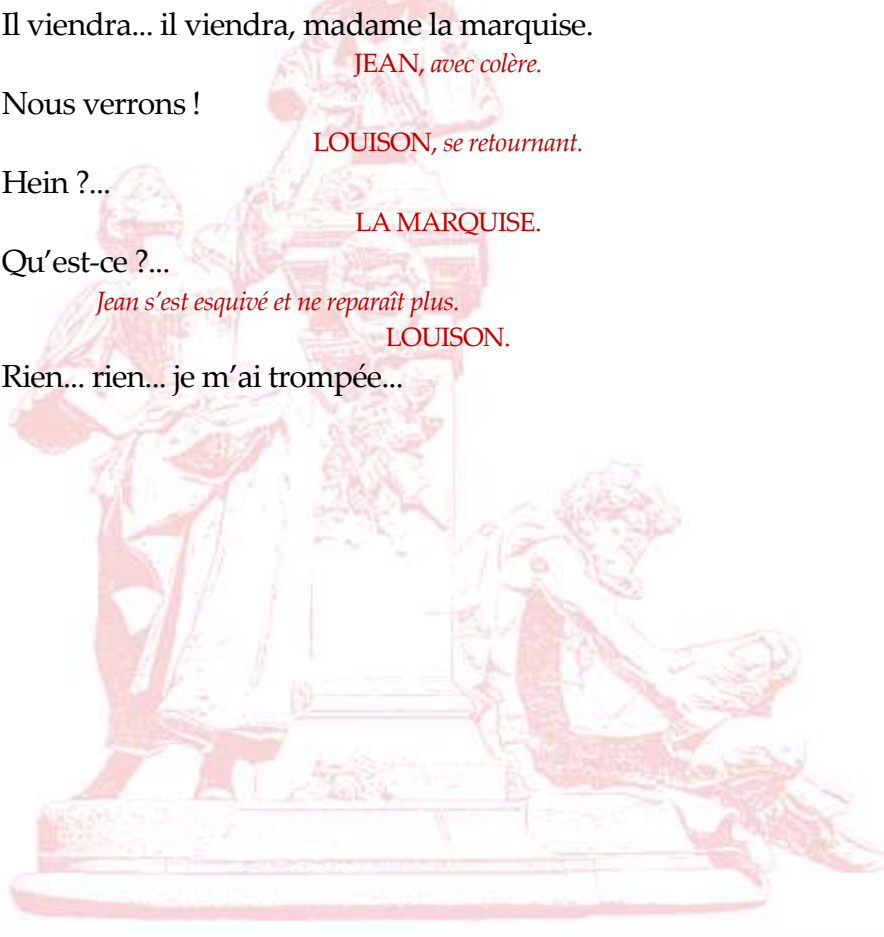 Il viendra... il viendra, madame la marquise.
JEAN, avec colère.
Nous verrons !
LOUISON, se retournant.
Hein ?...
LA MARQUISE.
Qu’est-ce ?...
Jean s’est esquivé et ne reparaît plus.
LOUISON.
Rien... rien... je m’ai trompée...